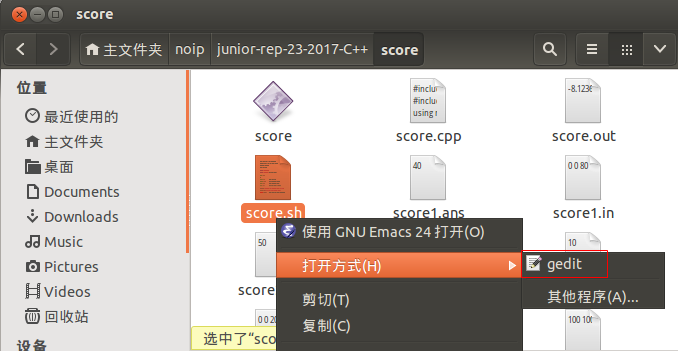 score
主文件夹 noip junior-rep-23-2017-C++ score
位置
最近使用的
主文件夹
桌面
Documents
Downloads
Music
Pictures
Videos
回收站
设备
score
score.cpp
score.out
#inclu
#inclu
using n
-8.1236
score.sh
score1.ans
score1.in
40
0 0 80
50
10
score
0 0 20
100 100
使用 GNU Emacs 24 打开(O)
打开方式(H)
gedit
其他程序(A)...
剪切(T)
复制(C)
选中了“sco